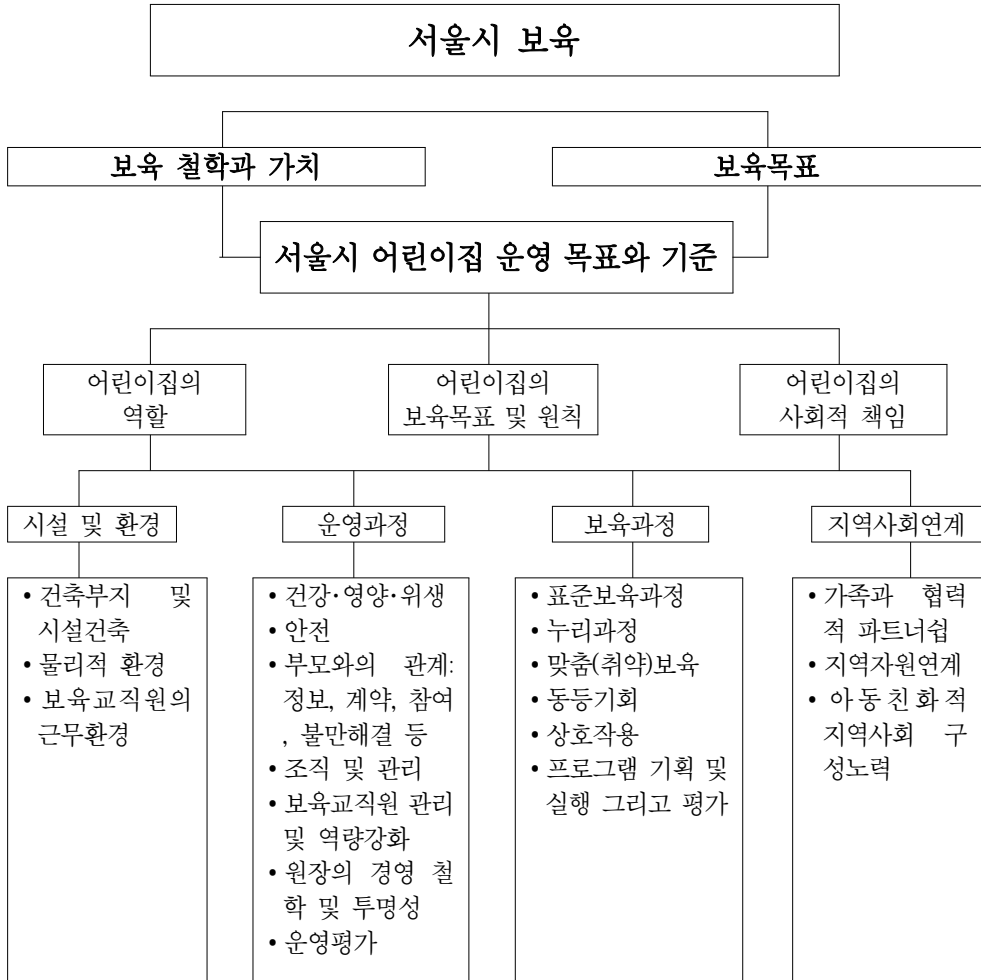 서울시 보육
보육 철학과 가치
보육목표
서울시 어린이집 운영 목표와 기준
어린이집의
역할
어린이집의
보육목표 및 원칙
어린이집의
사회적 책임
시설 및 환경
운영과정
보육과정
지역사회연계
• 건축부지 및
시설건축
• 물리적 환경
• 보육교직원의
근무환경
• 건강·영양·위생
• 안전
• 부모와의 관계:
정보, 계약, 참여
, 불만해결 등
• 조직 및 관리
• 보육교직원 관리
및 역량강화
• 원장의 경영 철
학 및 투명성
• 운영평가
• 표준보육과정
• 누리과정
• 맞춤(취약)보육
• 동등기회
• 상호작용
• 프로그램 기획 및
실행 그리고 평가
• 가족과 협력
적 파트너쉽
• 지역자원연계
• 아동친화적
지역사회 구
성노력